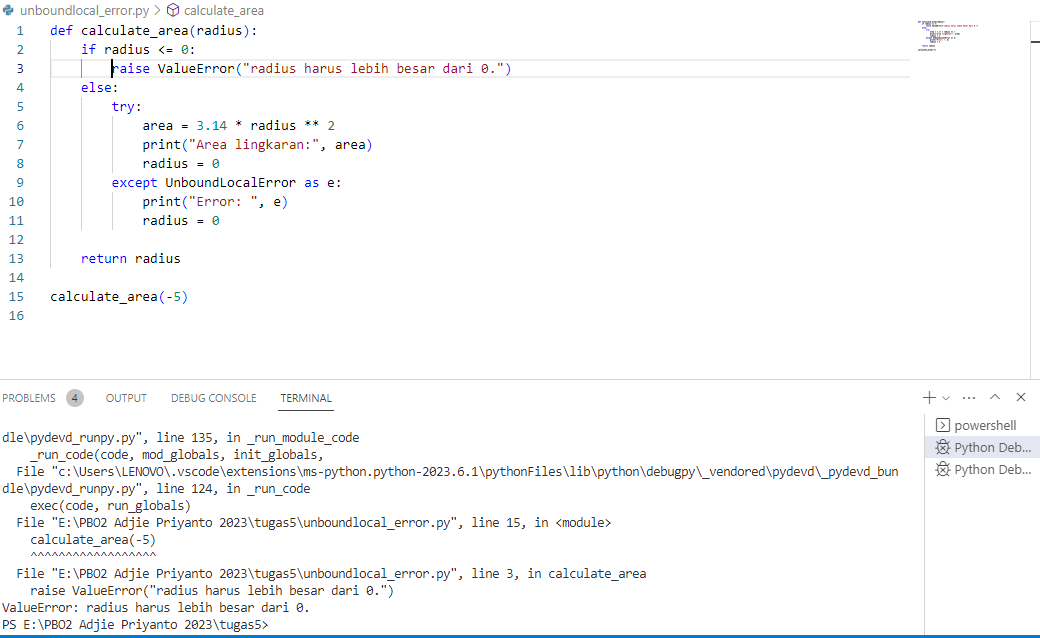 unboundlocal_error.py > calculate_area
1 def calculate_area(radius):
2 if radius <= 0:
3 raise ValueError("radius harus lebih besar dari 0.")
4 else:
5 try:
6 area = 3.14 * radius ** 2
7 print("Area lingkaran:", area)
8 radius = 0
9 except UnboundLocalError as e:
10 print("Error: ", e)
11 radius = 0
12
13 return radius
14
15 calculate_area(-5)
16
PROBLEMS 4 OUTPUT DEBUG CONSOLE TERMINAL
dle\pydevd_runpy.py", line 135, in _run_module_code
_run_code(code, mod_globals, init_globals,
File "c:\Users\LENOVO\.vscode\extensions\ms-python.python-2023.6.1\pythonFiles\lib\python\debugpy\_vendored\pydevd\_pydevd_bun
dle\pydevd_runpy.py", line 124, in _run_code
exec(code, run_globals)
File "E:\PBO2 Adjie Priyanto 2023\tugas5\unboundlocal_error.py", line 15, in <module>
calculate_area(-5)
^^^^^^^^^^^^^^^^^^
File "E:\PBO2 Adjie Priyanto 2023\tugas5\unboundlocal_error.py", line 3, in calculate_area
raise ValueError("radius harus lebih besar dari 0.")
ValueError: radius harus lebih besar dari 0.
PS E:\PBO2 Adjie Priyanto 2023\tugas5>
powershell
Python Deb...
Python Deb...